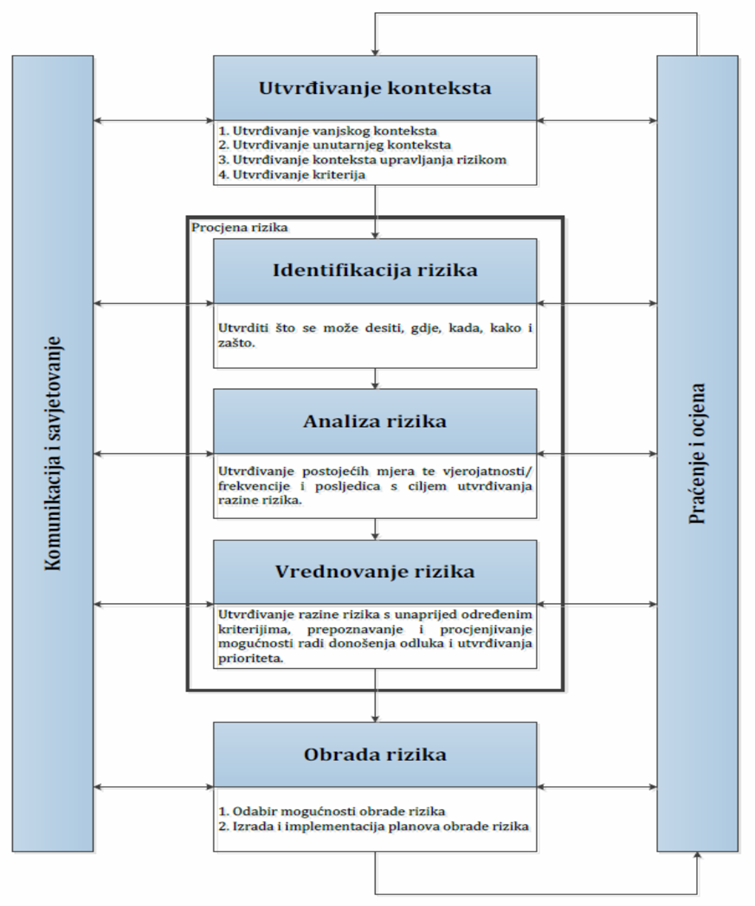 Utvrđivanje konteksta
1. Utvrđivanje vanjskog konteksta
2. Utvrđivanje unutarnjeg konteksta
3. Utvrđivanje konteksta upravljanja rizikom
4. Utvrđivanje kriterija
Procjena rizika
Identifikacija rizika
Utvrditi što se može desiti, gdje, kada, kako i
zašto.
Analiza rizika
Utvrđivanje postojećih mjera te vjerojatnosti/
frekvencije i posljedica s ciljem utvrđivanja
razine rizika.
Vrednovanje rizika
Utvrđivanje razine rizika s unaprijed određenim
kriterijima, prepoznavanje i procjenjivanje
mogućnosti radi donošenja odluka i utvrđivanja
prioriteta.
Obrada rizika
1. Odabir mogućnosti obrade rizika
2. Izrada i implementacija planova obrade rizika
Komunikacija i savjetovanje
Praćenje i ocjena